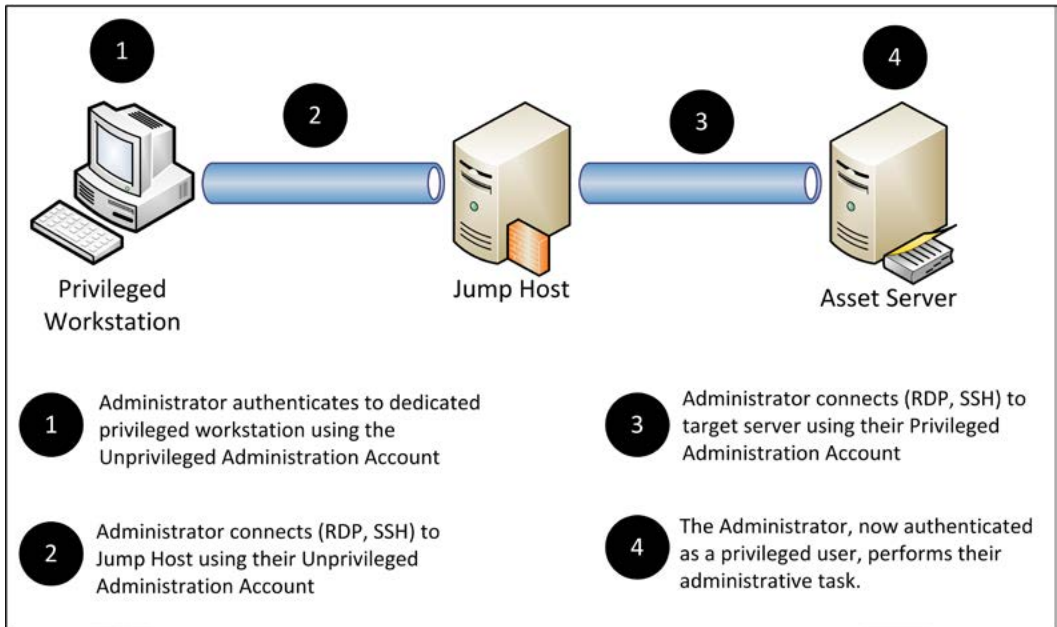 1
2
3
4
Privileged
Workstation
Jump Host
Asset Server
1
Administrator authenticates to dedicated
privileged workstation using the
Unprivileged Administration Account
2
Administrator connects (RDP, SSH) to
Jump Host using their Unprivileged
Administration Account
3
Administrator connects (RDP, SSH) to
target server using their Privileged
Administration Account
4
The Administrator, now authenticated
as a privileged user, performs their
administrative task.